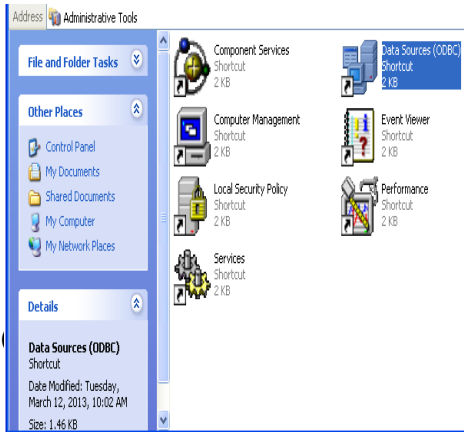 Address Administrative Tools
File and Folder Tasks
Other Places
Control Panel
My Documents
Shared Documents
My Computer
My Network Places
Details
Data Sources (ODBC)
Shortcut
Date Modified: Tuesday,
March 12, 2013, 10:02 AM
Size: 1.46 KB
Component Services
Shortcut
2 KB
Data Sources (ODBC)
Shortcut
2 KB
Computer Management
Shortcut
2 KB
Event Viewer
Shortcut
2 KB
Local Security Policy
Shortcut
2 KB
Performance
Shortcut
2 KB
Services
Shortcut
2 KB